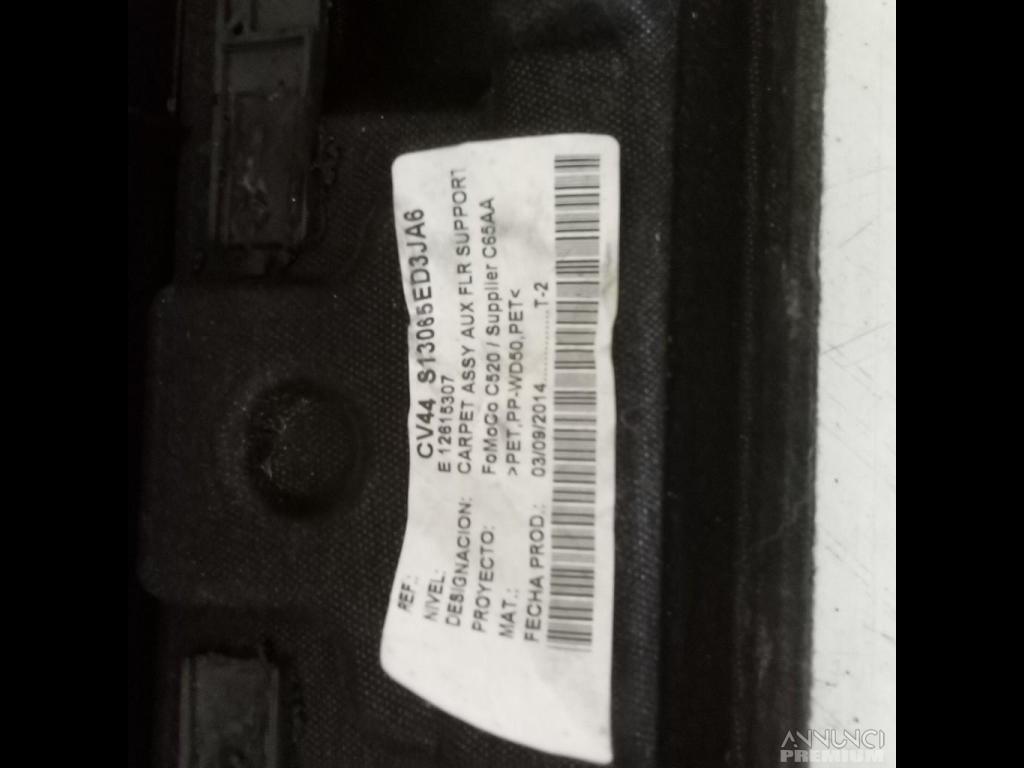 REF.: CV44 S13065ED3JA6
NIVEL: E 12615307
DESIGNACION: CARPET ASSY AUX FLR SUPPORT
PROYECTO: FoMoCo C520 / Supplier C65AA
MAT.: >PET,PP-WD50,PET<
FECHA PROD.: 03/09/2014..............T-2
ANNUNCI
PREMIUM